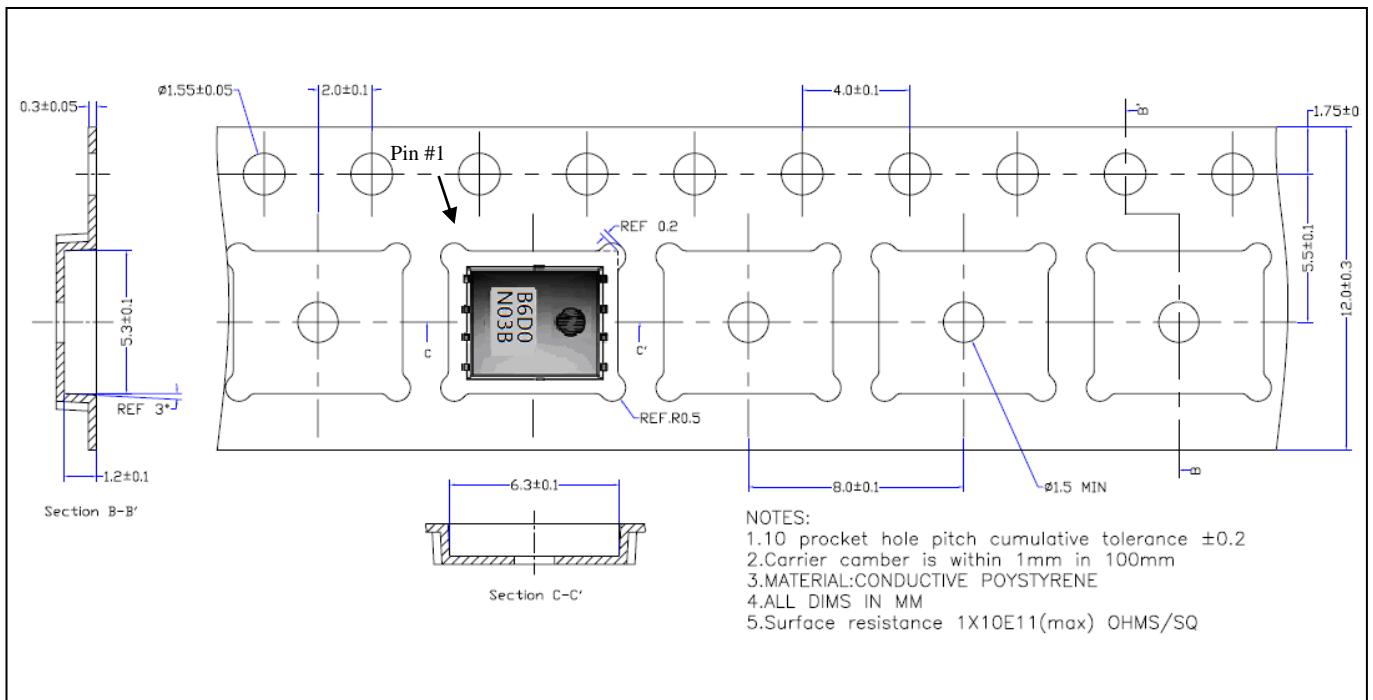 0.3±0.05
ø1.55±0.05
2.0±0.1
4.0±0.1
B'
1.75±0
Pin #1
REF 0.2
5.5±0.1
12.0±0.3
5.3±0.1
B6D0
N03B
C
C'
REF 3°
REF.R0.5
1.2±0.1
8.0±0.1
ø1.5 MIN
B
Section B-B'
6.3±0.1
Section C-C'
NOTES:
1.10 procket hole pitch cumulative tolerance ±0.2
2.Carrier camber is within 1mm in 100mm
3.MATERIAL:CONDUCTIVE POYSTYRENE
4.ALL DIMS IN MM
5.Surface resistance 1X10E11(max) OHMS/SQ